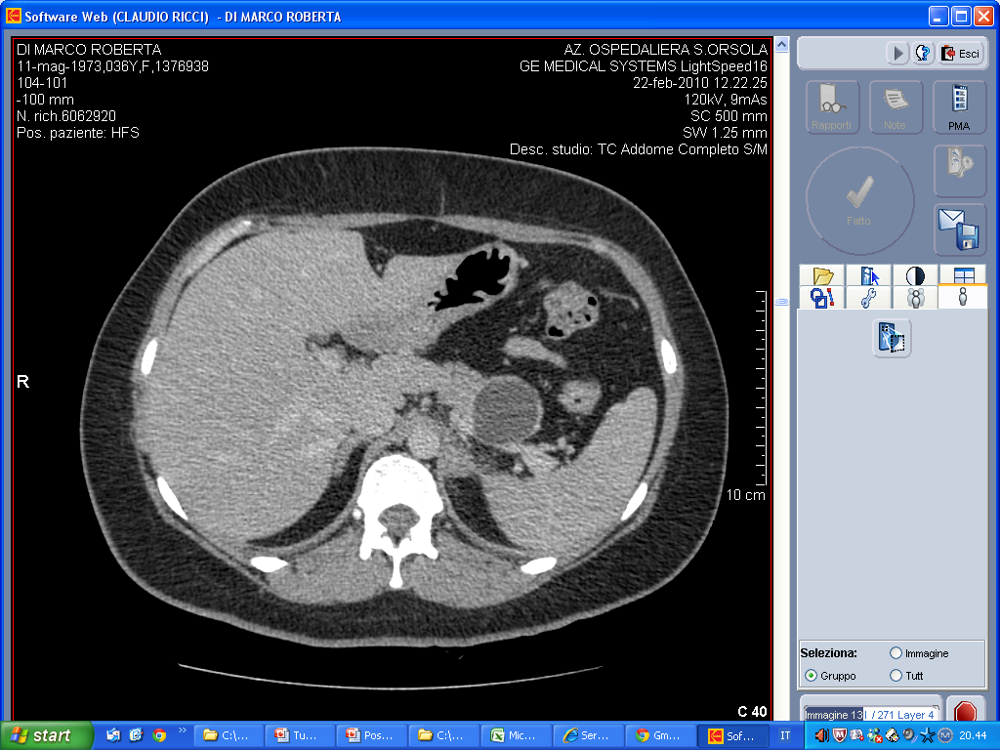 Software Web (CLAUDIO RICCI) - DI MARCO ROBERTA
DI MARCO ROBERTA
11-mag-1973,036Y,F,1376938
104-101
-100 mm
N. rich.6062920
Pos. paziente: HFS
AZ. OSPEDALIERA S.ORSOLA
GE MEDICAL SYSTEMS LightSpeed16
22-feb-2010 12.22.25
120kV, 9mAs
SC 500 mm
SW 1.25 mm
Desc. studio: TC Addome Completo S/M
R
10 cm
C 40
Esci
Rapporti
Note
PMA
Fatto
Seleziona:
Immagine
Gruppo
Tutt
Immagine 131 / 271 Layer 4
start
C:\...
Tu...
Pos...
C:\...
Mic...
Ser...
Gm...
Sof...
IT
20.44